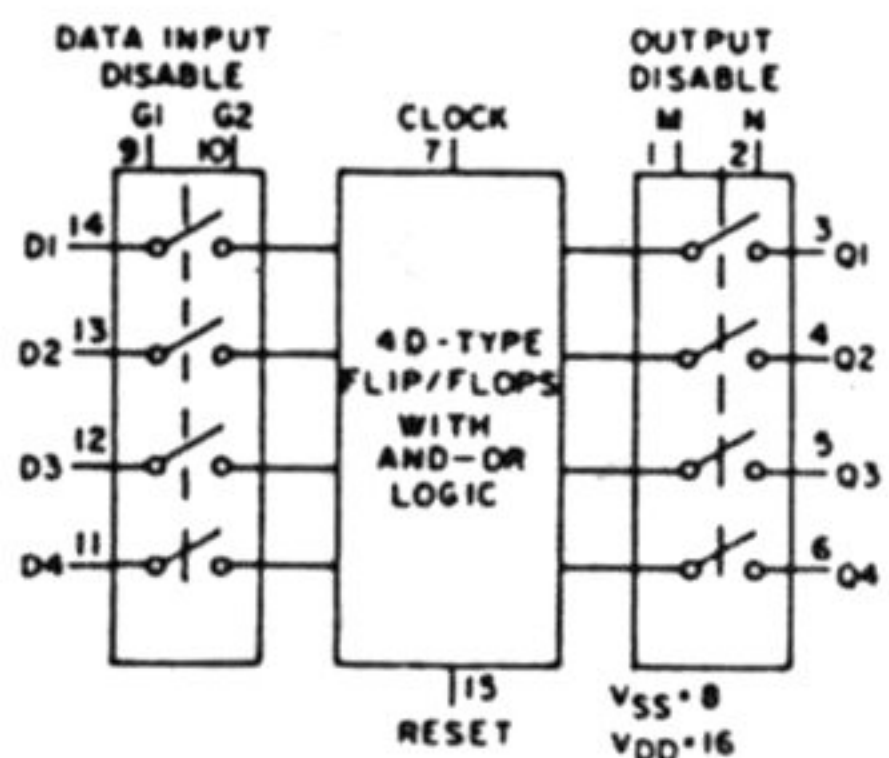 DATA INPUT
DISABLE
G1 G2
9 10
CLOCK
7
OUTPUT
DISABLE
M N
1 2
D1 14
D2 13
D3 12
D4 11
4 D-TYPE
FLIP/FLOPS
WITH
AND-OR
LOGIC
3 Q1
4 Q2
5 Q3
6 Q4
15
RESET
VSS=8
VDD=16